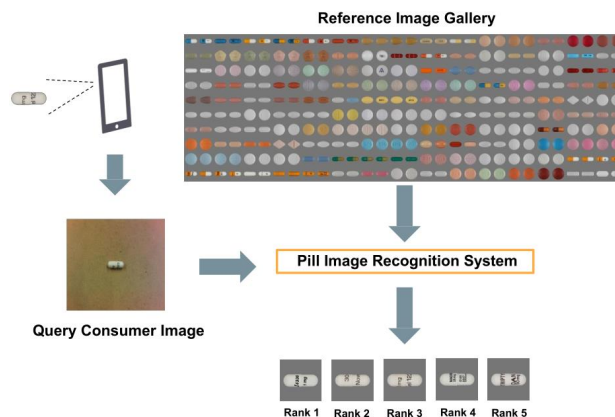 Reference Image Gallery
Pill Image Recognition System
Query Consumer Image
Rank 1
Rank 2
Rank 3
Rank 4
Rank 5